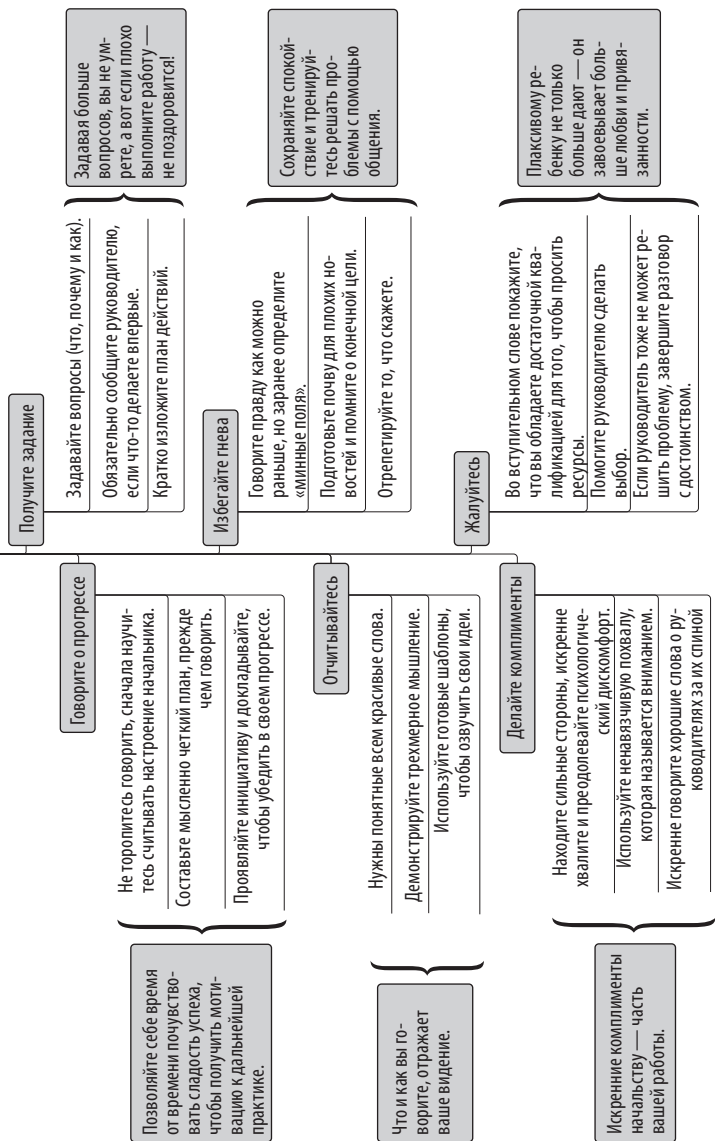 Получите задание
Задавайте вопросы (что, почему и как).
Обязательно сообщите руководителю,
если что-то делаете впервые.
Кратко изложите план действий.
Задавая больше
вопросов, вы не ум-
рете, а вот если плохо
выполните работу —
не поздоровится!
Говорите о прогрессе
Не торопитесь говорить, сначала научи-
тесь считывать настроение начальника.
Составьте мысленно четкий план, прежде
чем говорить.
Проявляйте инициативу и докладывайте,
чтобы убедить в своем прогрессе.
Позволяйте себе время
от времени почувство-
вать сладость успеха,
чтобы получить моти-
вацию к дальнейшей
практике.
Избегайте гнева
Говорите правду как можно
раньше, но заранее определите
«минные поля».
Подготовьте почву для плохих но-
востей и помните о конечной цели.
Отрепетируйте то, что скажете.
Сохраняйте спокой-
ствие и тренируй-
тесь решать про-
блемы с помощью
общения.
Отчитывайтесь
Нужны понятные всем красивые слова.
Демонстрируйте трехмерное мышление.
Используйте готовые шаблоны,
чтобы озвучить свои идеи.
Что и как вы го-
ворите, отражает
ваше видение.
Жалуйтесь
Во вступительном слове покажите,
что вы обладаете достаточной ква-
лификацией для того, чтобы просить
ресурсы.
Помогите руководителю сделать
выбор.
Если руководитель тоже не может ре-
шить проблему, завершите разговор
с достоинством.
Плаксивому ре-
бенку не только
больше дают — он
завоевывает боль-
ше любви и привя-
занности.
Делайте комплименты
Находите сильные стороны, искренне
хвалите и преодолевайте психологиче-
ский дискомфорт.
Используйте ненавязчивую похвалу,
которая называется вниманием.
Искренне говорите хорошие слова о ру-
ководителях за их спиной
Искренние комплименты
начальству — часть
вашей работы.